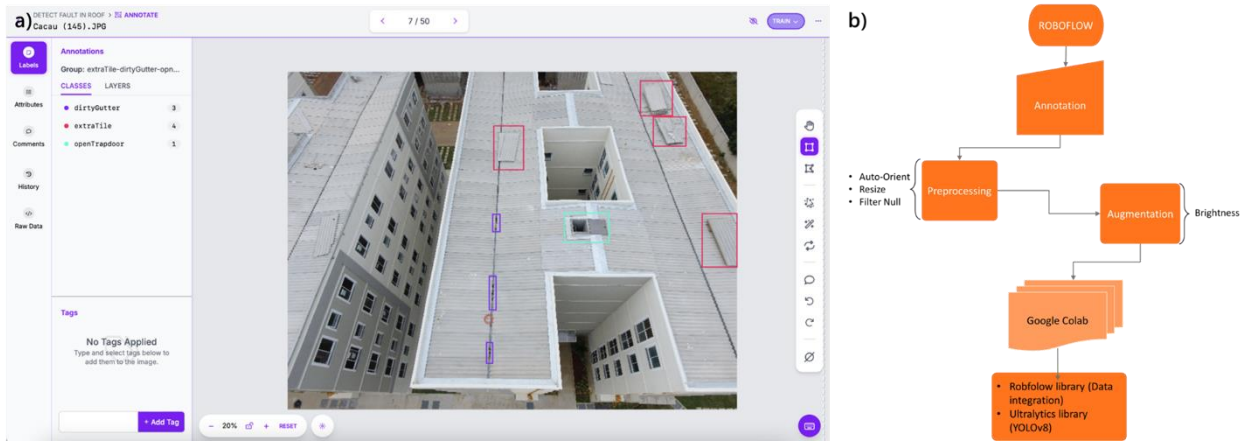 a)
DETECT FAULT IN ROOF > ANNOTATE
Cacau (145).JPG
< 7 / 50 >
TRAIN
Labels
Attributes
Comments
History
Raw Data
Annotations
Group: extraTile-dirtyGutter-opn...
CLASSES LAYERS
dirtyGutter 3
extraTile 4
openTrapdoor 1
Tags
No Tags Applied
Type and select tags below to
add them to the image.
+ Add Tag
- 20% + RESET
b)
ROBOFLOW
Annotation
• Auto-Orient
• Resize
• Filter Null
Preprocessing
Augmentation
Brightness
Google Colab
• Robfolow library (Data
integration)
• Ultralytics library
(YOLOv8)